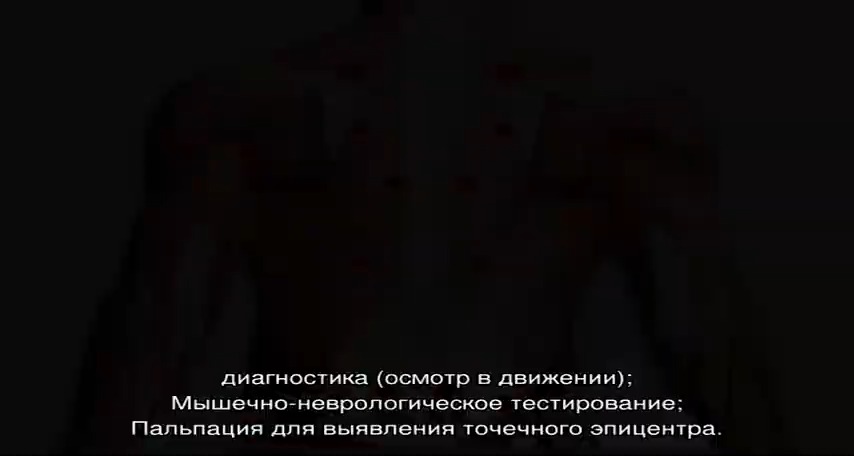 диагностика (осмотр в движении);
Мышечно-неврологическое тестирование;
Пальпация для выявления точечного эпицентра.